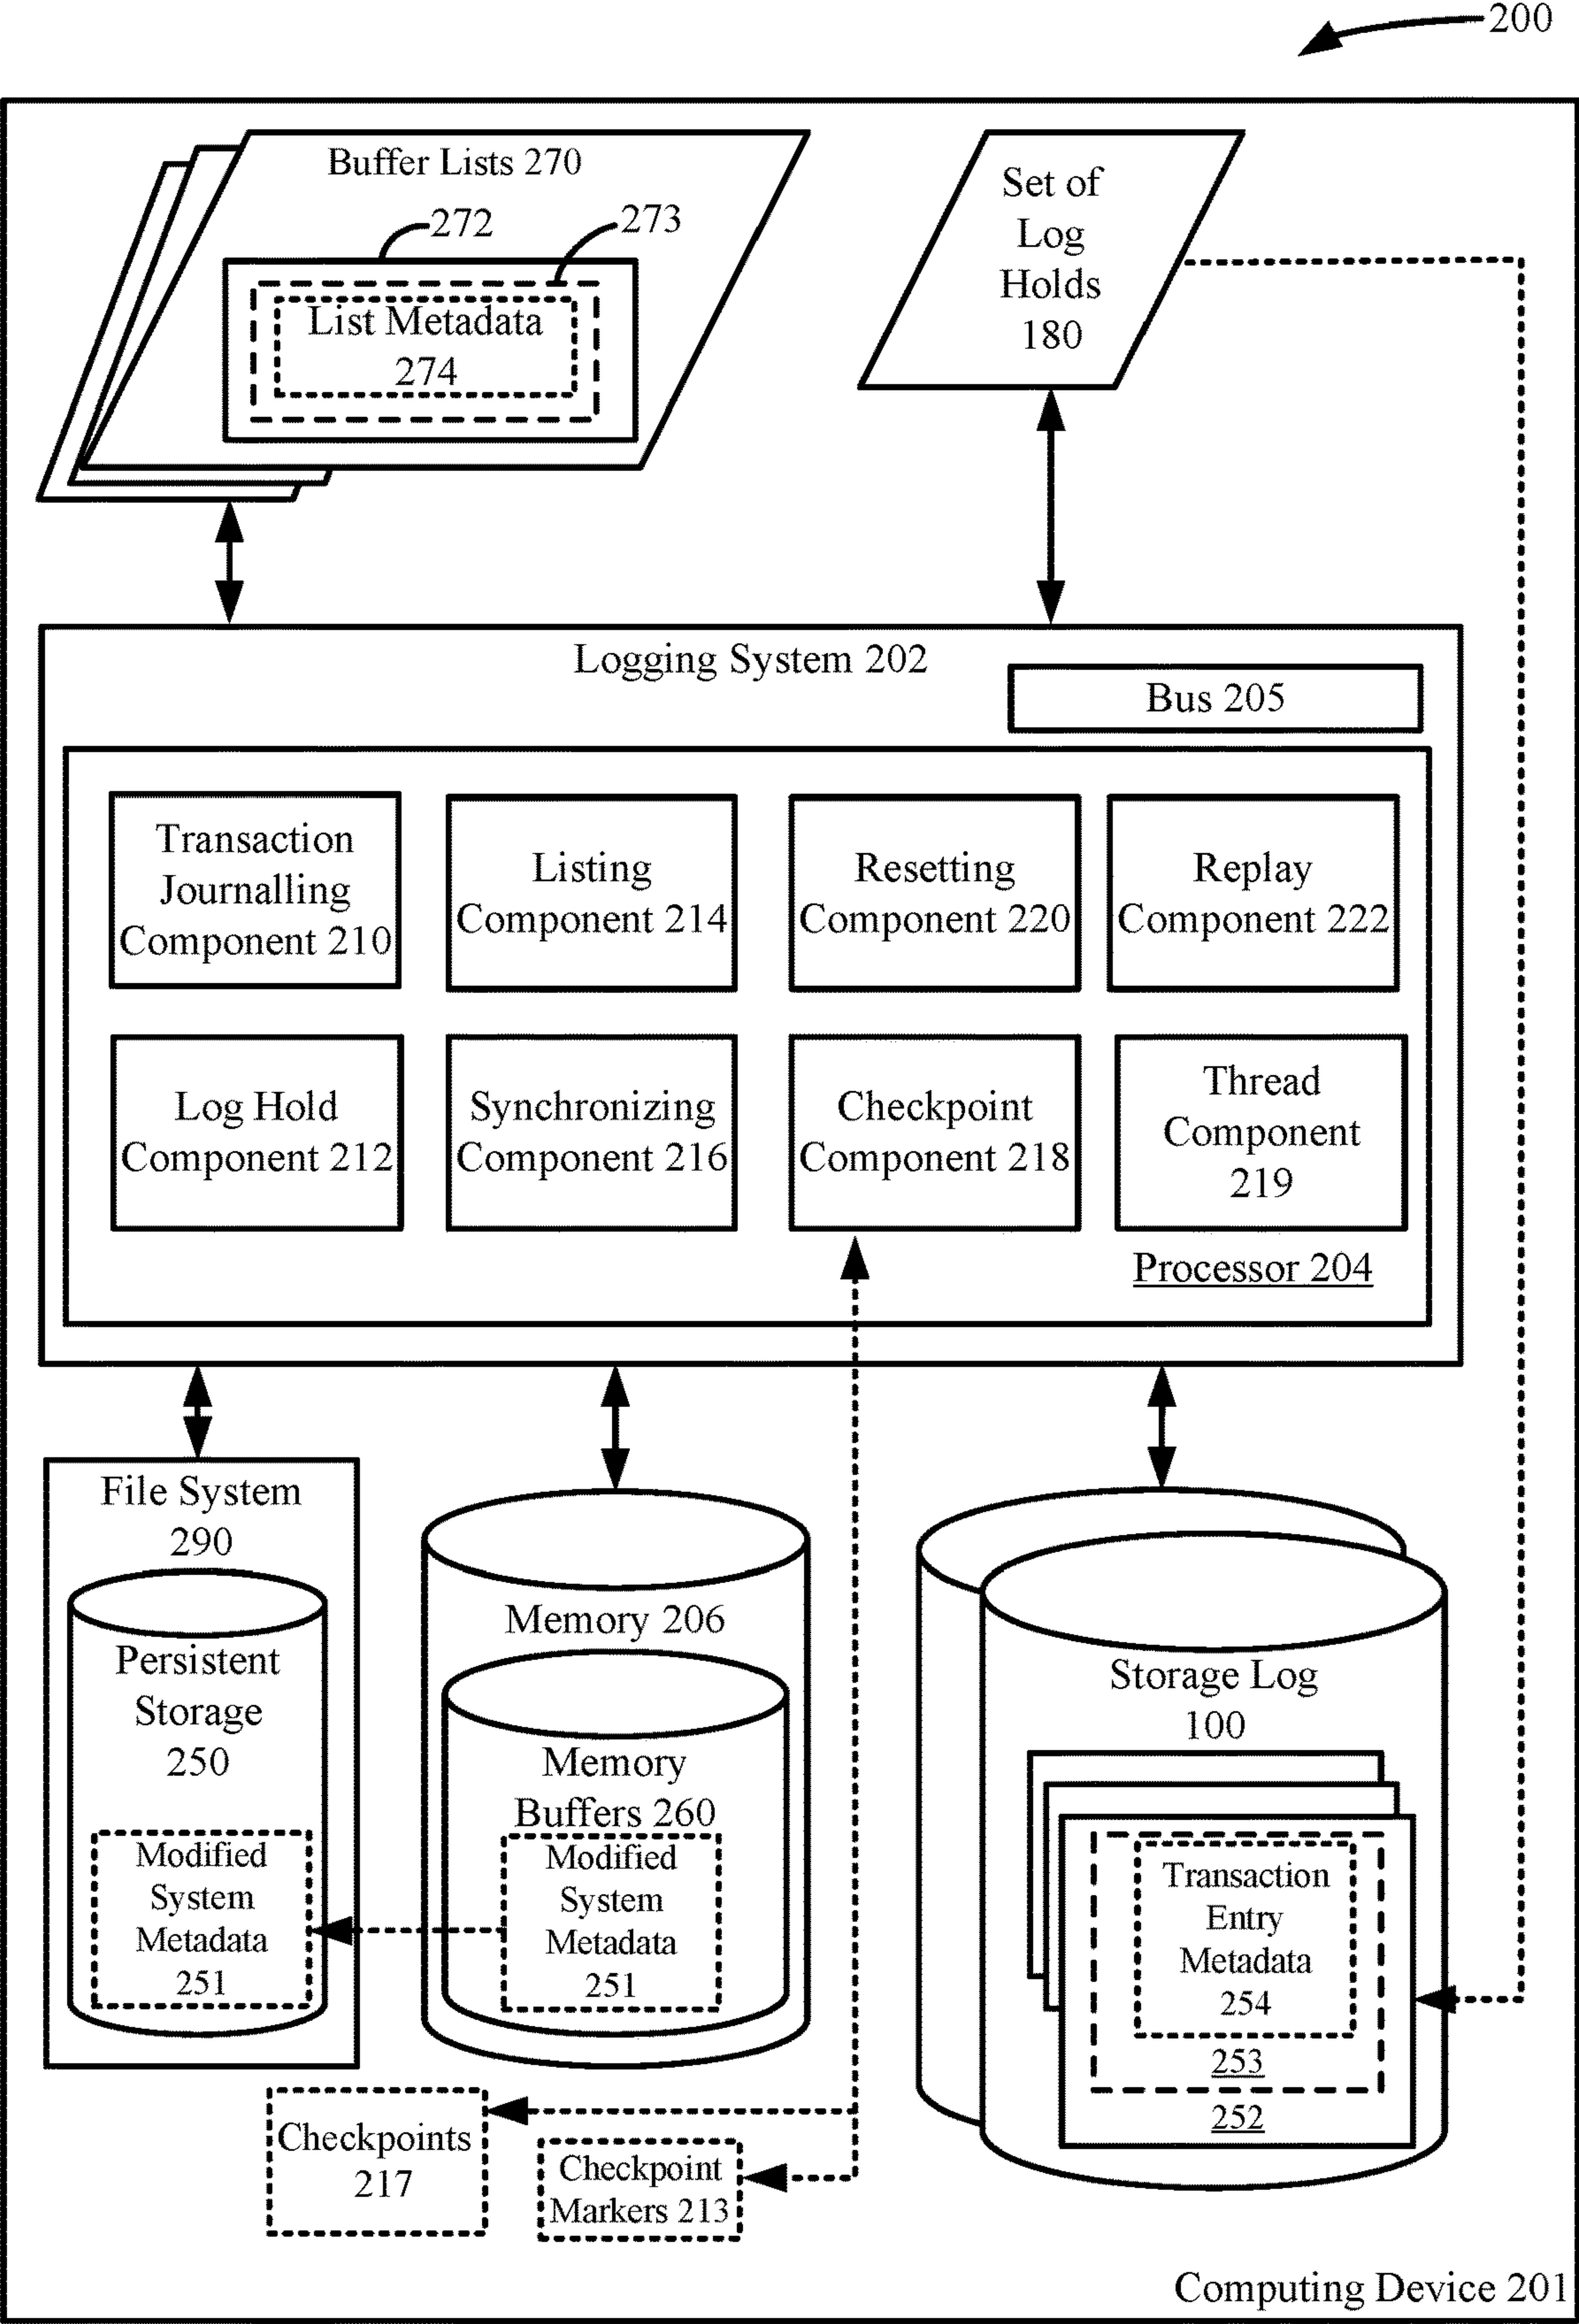 200
Buffer Lists 270
272
273
List Metadata
274
Set of
Log
Holds
180
Logging System 202
Bus 205
Transaction
Journalling
Component 210
Listing
Component 214
Resetting
Component 220
Replay
Component 222
Log Hold
Component 212
Synchronizing
Component 216
Checkpoint
Component 218
Thread
Component
219
Processor 204
File System
290
Persistent
Storage
250
Modified
System
Metadata
251
Memory 206
Memory
Buffers 260
Modified
System
Metadata
251
Storage Log
100
Transaction
Entry
Metadata
254
253
252
Checkpoints
217
Checkpoint
Markers 213
Computing Device 201